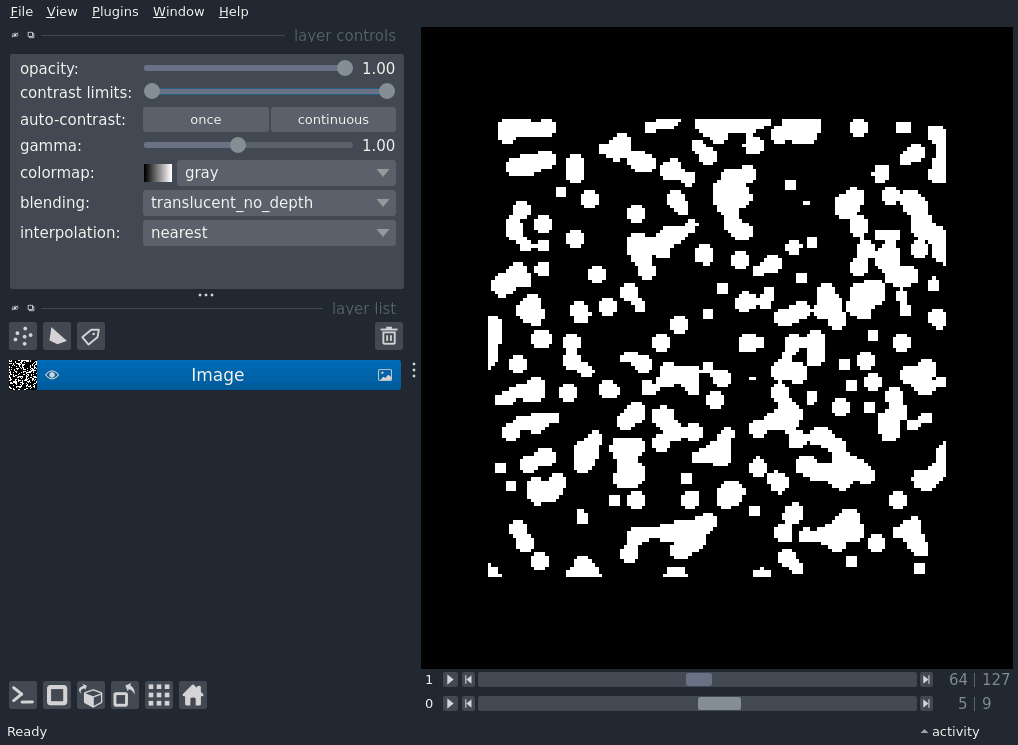 File View Plugins Window Help
layer controls
opacity: 1.00
contrast limits:
auto-contrast: once continuous
gamma: 1.00
colormap: gray
blending: translucent_no_depth
interpolation: nearest
layer list
Image
1 64 | 127
0 5 | 9
Ready activity